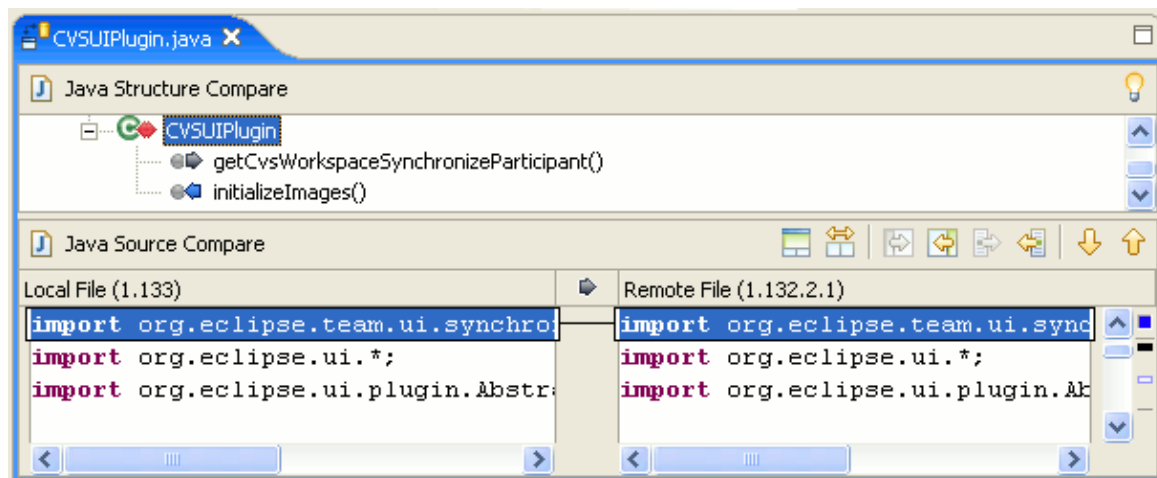 CVSUIPlugin.java
Java Structure Compare
CVSUIPlugin
getCvsWorkspaceSynchronizeParticipant()
initializeImages()
Java Source Compare
Local File (1.133) Remote File (1.132.2.1)
import org.eclipse.team.ui.synchro import org.eclipse.team.ui.sync
import org.eclipse.ui.*; import org.eclipse.ui.*;
import org.eclipse.ui.plugin.Abstr import org.eclipse.ui.plugin.Ab